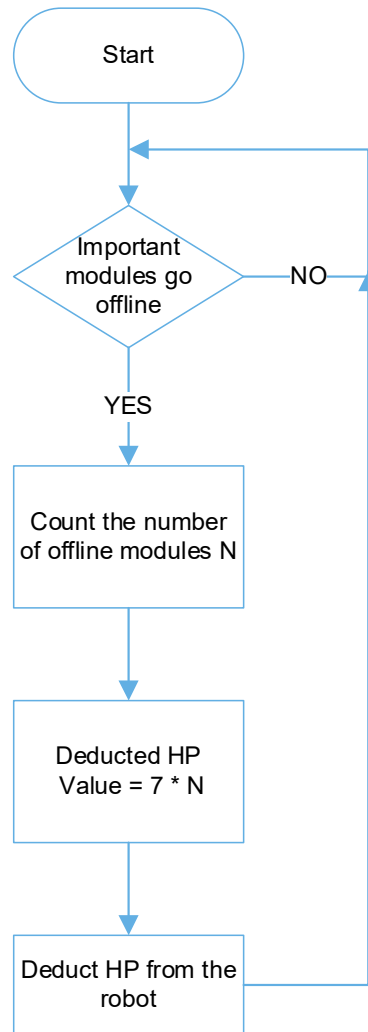 Start
Important
modules go
offline
NO
YES
Count the number
of offline modules N
Deducted HP
Value = 7 * N
Deduct HP from the
robot